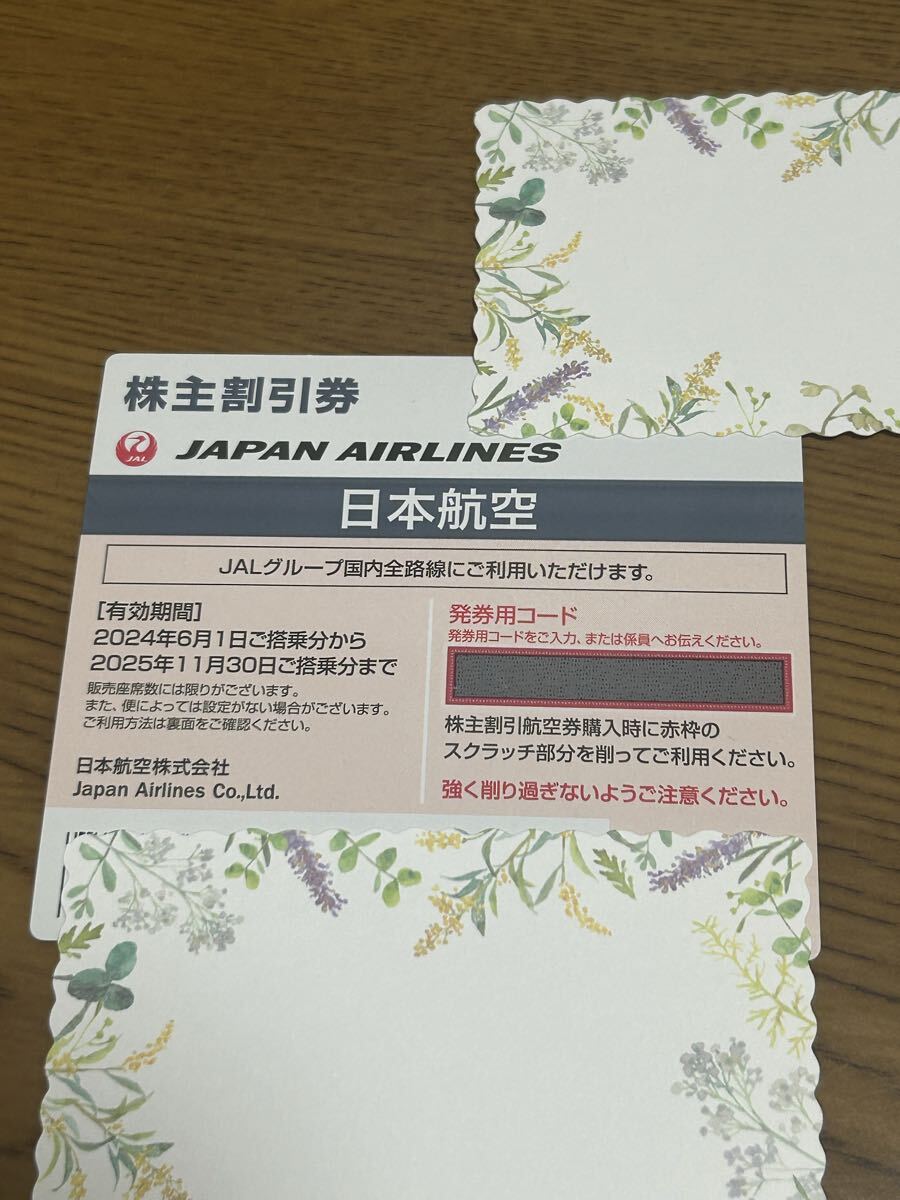 株主割引券
JAL JAPAN AIRLINES
日本航空
JALグループ国内全路線にご利用いただけます。
[有効期間]
2024年6月1日ご搭乗分から
2025年11月30日ご搭乗分まで
販売座席数には限りがございます。
また、便によっては設定がない場合がございます。
ご利用方法は裏面をご確認ください。
日本航空株式会社
Japan Airlines Co.,Ltd.
発券用コード
発券用コードをご入力、または係員へお伝えください。
株主割引航空券購入時に赤枠の
スクラッチ部分を削ってご利用ください。
強く削り過ぎないようご注意ください。